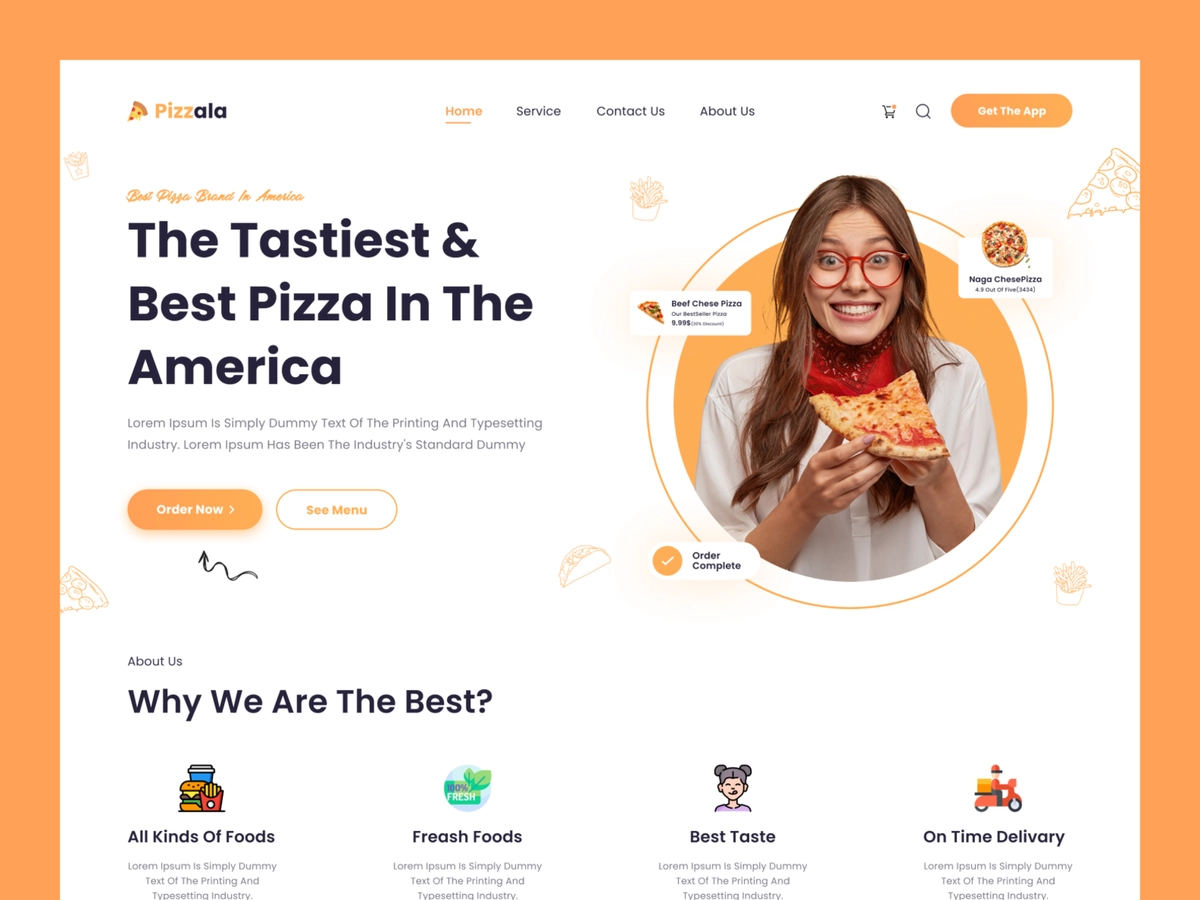 Pizzala
Home
Service
Contact Us
About Us
Get The App
Best Pizza Brand In America
The Tastiest &
Best Pizza In The
America
Lorem Ipsum Is Simply Dummy Text Of The Printing And Typesetting
Industry. Lorem Ipsum Has Been The Industry's Standard Dummy
Order Now
See Menu
Beef Chese Pizza
Our BestSeller Pizza
9.99$(30% Discount)
Naga ChesePizza
4.9 Out Of Five(3434)
Order
Complete
About Us
Why We Are The Best?
100%
FRESH
All Kinds Of Foods
Lorem Ipsum Is Simply Dummy
Text Of The Printing And
Typesetting Industry.
Freash Foods
Lorem Ipsum Is Simply Dummy
Text Of The Printing And
Typesetting Industry.
Best Taste
Lorem Ipsum Is Simply Dummy
Text Of The Printing And
Typesetting Industry.
On Time Delivary
Lorem Ipsum Is Simply Dummy
Text Of The Printing And
Typesetting Industry.